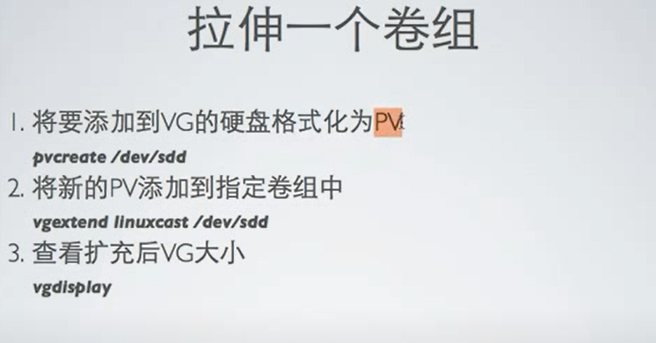 拉伸一个卷组
1. 将要添加到VG的硬盘格式化为PV
pvcreate /dev/sdd
2. 将新的PV添加到指定卷组中
vgextend linuxcast /dev/sdd
3. 查看扩充后VG大小
vgdisplay